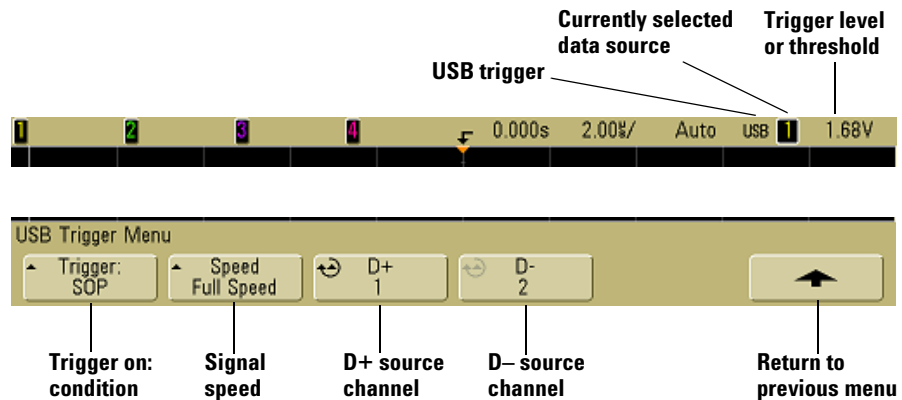 Currently selected
data source
Trigger level
or threshold
USB trigger
1 2 3 4 0.000s 2.00㎲/ Auto USB 1 1.68V
USB Trigger Menu
Trigger:
SOP
Speed
Full Speed
D+
1
D-
2
Trigger on:
condition
Signal
speed
D+ source
channel
D– source
channel
Return to
previous menu